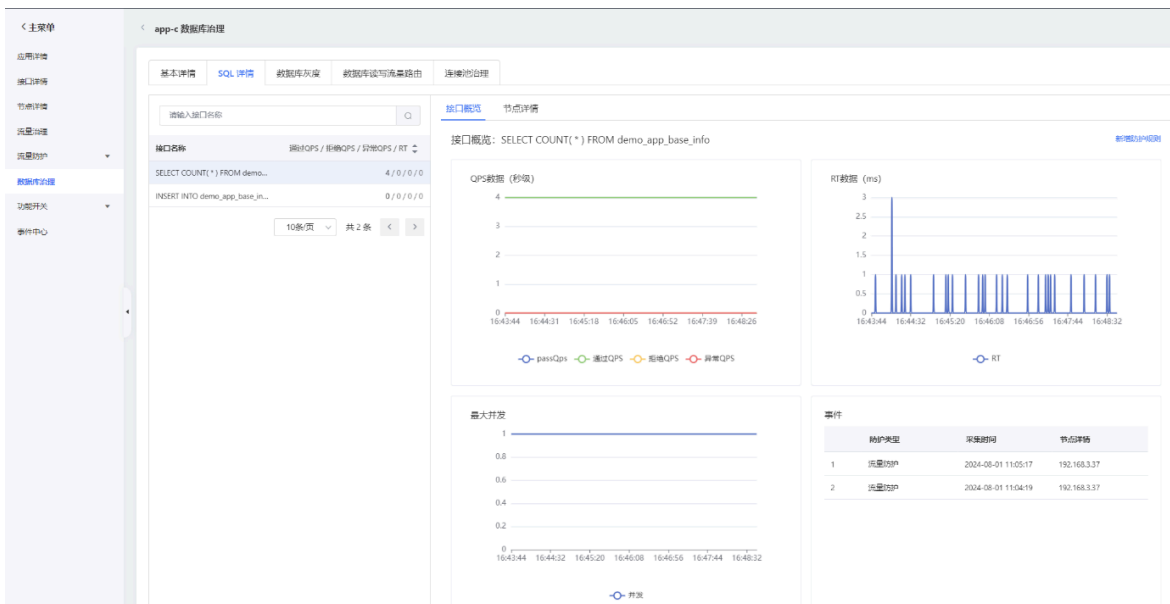 主菜单
app-c 数据库治理
应用详情
接口详情
节点详情
流量治理
流量防护
数据库治理
功能开关
事件中心
基本详情 SQL 详情 数据库灰度 数据库读写流量路由 连接池治理
请输入接口名称
接口名称 通过QPS / 拒绝QPS / 异常QPS / RT
SELECT COUNT( * ) FROM demo... 4 / 0 / 0 / 0
INSERT INTO demo_app_base_in... 0 / 0 / 0 / 0
10条/页 共 2 条
接口概览 节点详情
接口概览：SELECT COUNT( * ) FROM demo_app_base_info 新增防护规则
QPS数据（秒级）
4
3
2
1
0
16:43:44 16:44:31 16:45:18 16:46:05 16:46:52 16:47:39 16:48:26
passQps 通过QPS 拒绝QPS 异常QPS
RT数据（ms）
3
2.5
2
1.5
1
0.5
0
16:43:44 16:44:32 16:45:20 16:46:08 16:46:56 16:47:44 16:48:32
RT
最大并发
1
0.8
0.6
0.4
0.2
0
16:43:44 16:44:32 16:45:20 16:46:08 16:46:56 16:47:44 16:48:32
并发
事件
防护类型 采集时间 节点详情
1 流量防护 2024-08-01 11:05:17 192.168.3.37
2 流量防护 2024-08-01 11:04:19 192.168.3.37